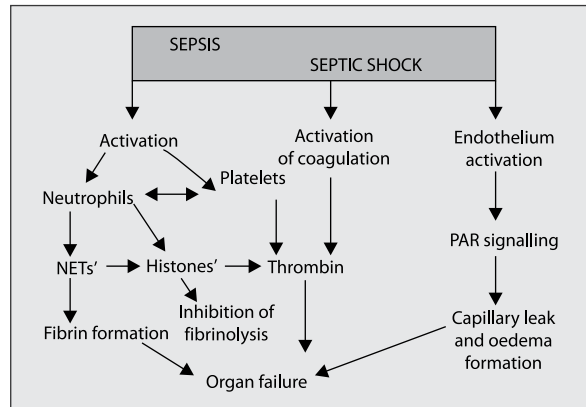 SEPSIS
SEPTIC SHOCK
Activation
Activation
of coagulation
Endothelium
activation
Platelets
Neutrophils
PAR signalling
NETs’
Histones’
Thrombin
Inhibition of
fibrinolysis
Fibrin formation
Capillary leak
and oedema
formation
Organ failure